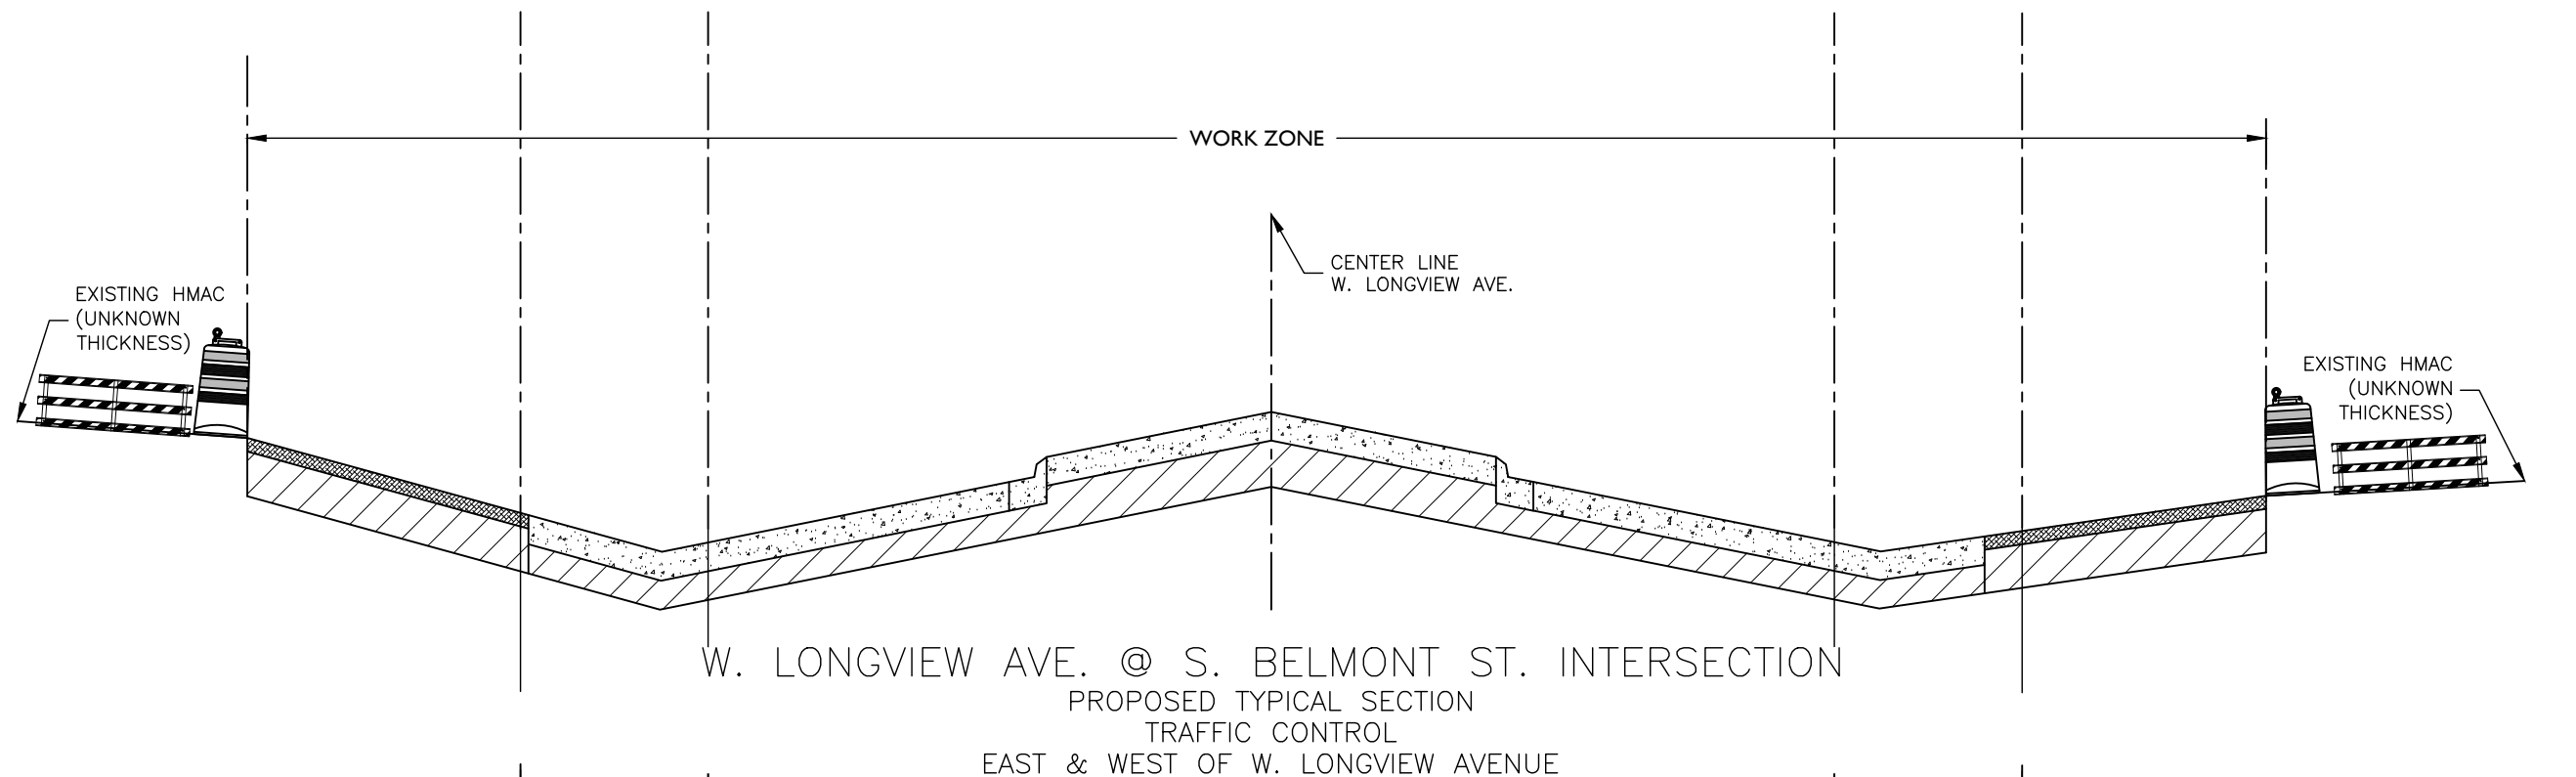 WORK ZONE
CENTER LINE
W. LONGVIEW AVE.
EXISTING HMAC
(UNKNOWN
THICKNESS)
EXISTING HMAC
(UNKNOWN
THICKNESS)
W. LONGVIEW AVE. @ S. BELMONT ST. INTERSECTION
PROPOSED TYPICAL SECTION
TRAFFIC CONTROL
EAST & WEST OF W. LONGVIEW AVENUE